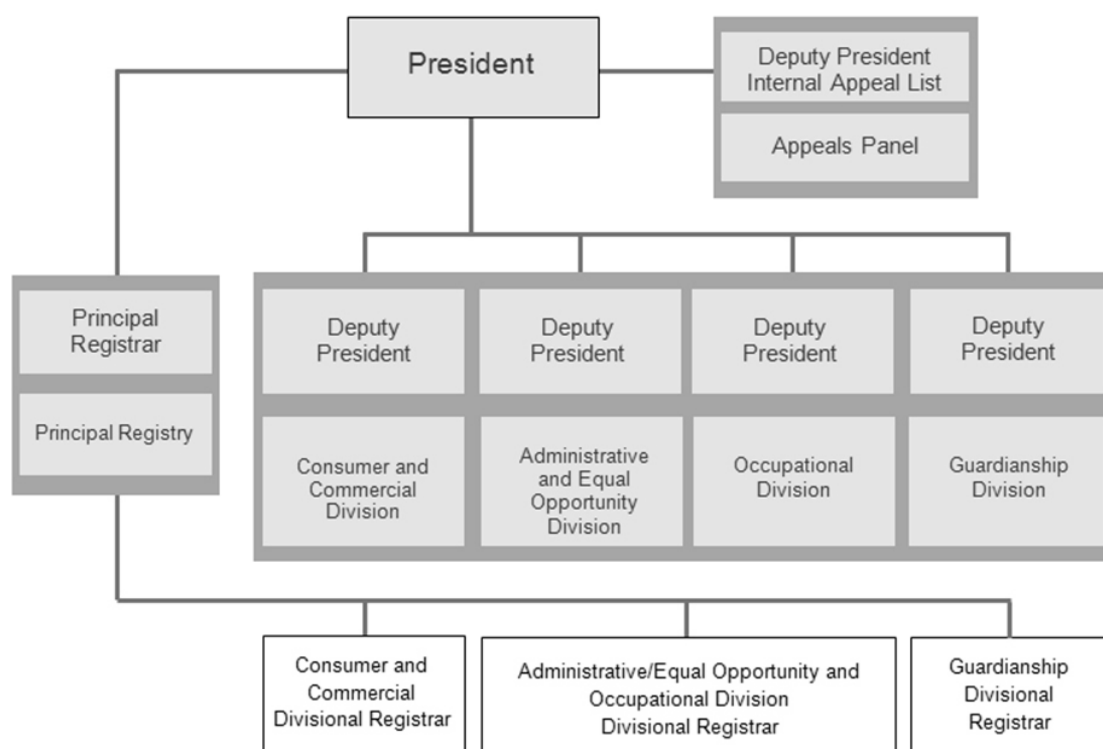 President
Deputy President
Internal Appeal List
Appeals Panel
Principal
Registrar
Principal Registry
Deputy
President
Deputy
President
Deputy
President
Deputy
President
Consumer and
Commercial
Division
Administrative
and Equal
Opportunity
Division
Occupational
Division
Guardianship
Division
Consumer and
Commercial
Divisional Registrar
Administrative/Equal Opportunity and
Occupational Division
Divisional Registrar
Guardianship
Divisional
Registrar